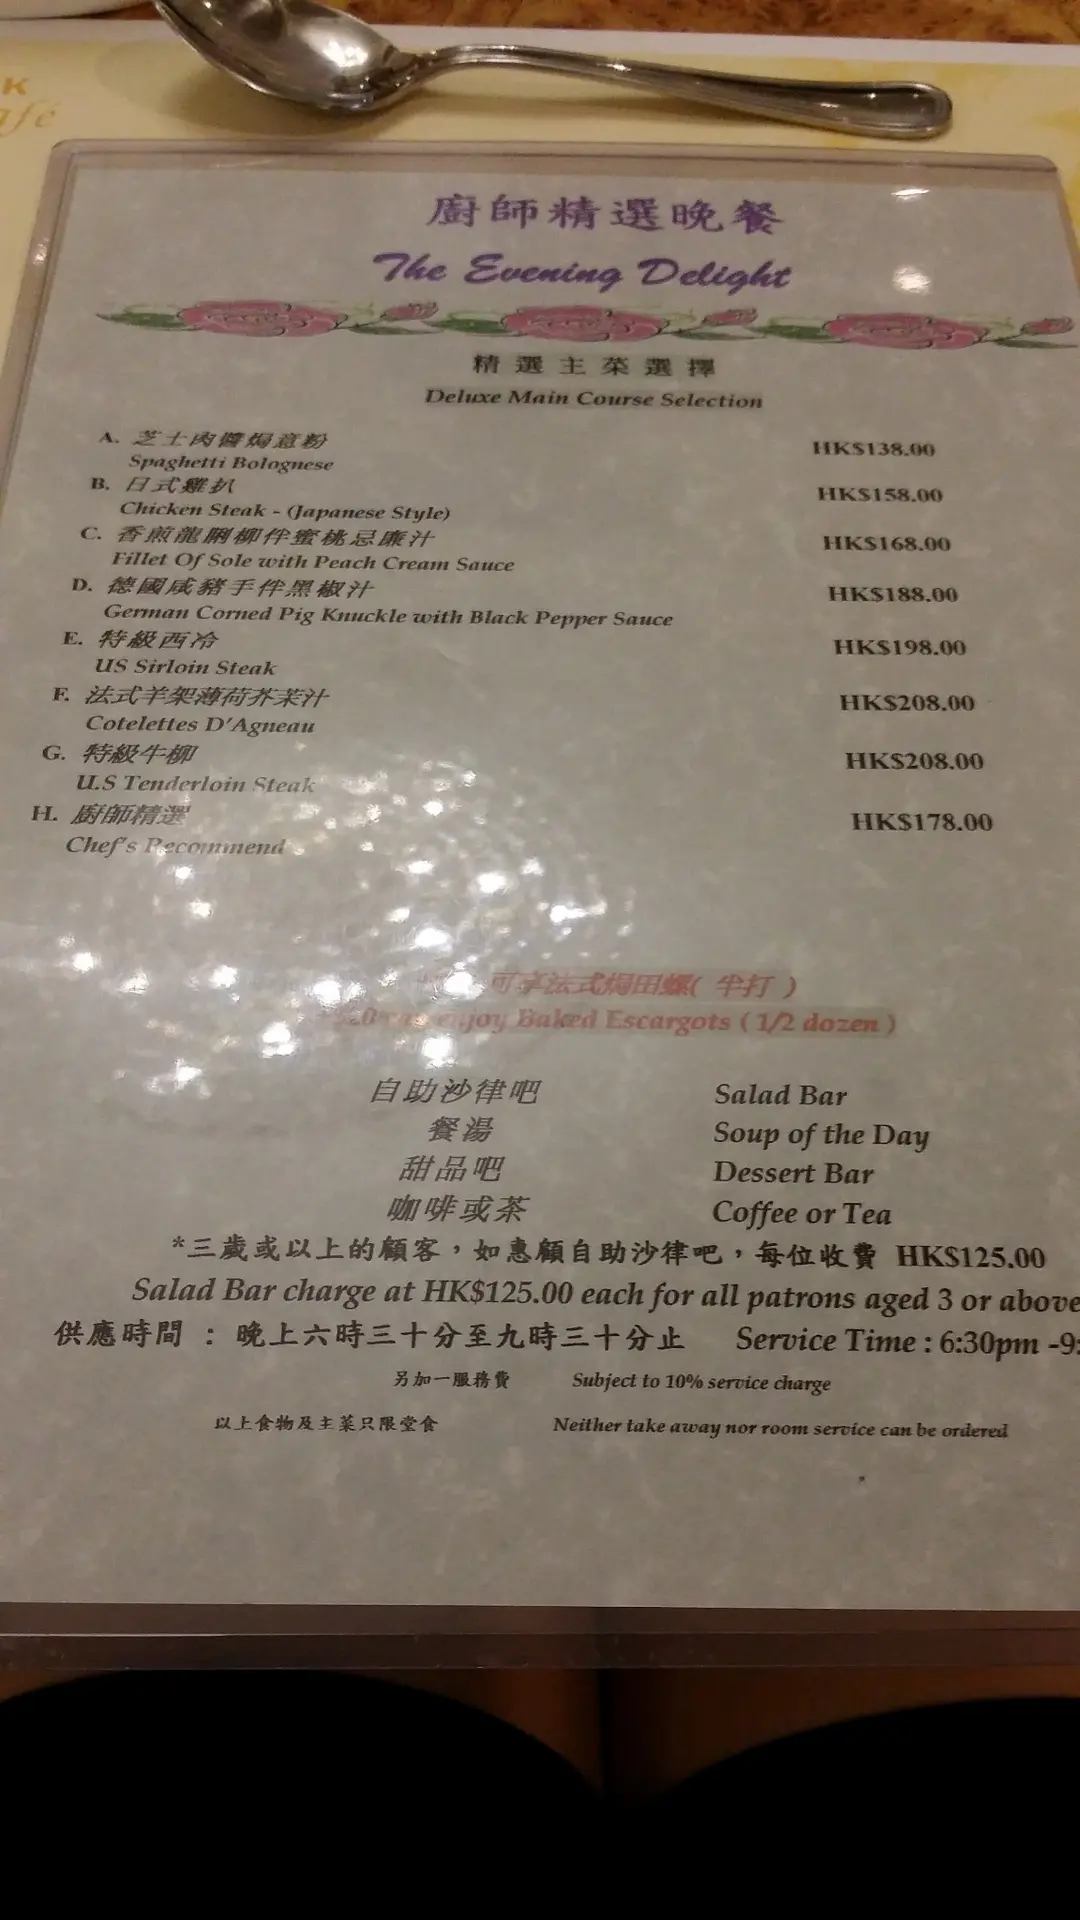 廚師精選晚餐
The Evening Delight
精選主菜選擇
Deluxe Main Course Selection
A. 芝士肉醬焗意粉 HK$138.00
Spaghetti Bolognese
B. 日式雞扒 HK$158.00
Chicken Steak - (Japanese Style)
C. 香煎龍脷柳伴蜜桃忌廉汁 HK$168.00
Fillet Of Sole with Peach Cream Sauce
D. 德國咸豬手伴黑椒汁 HK$188.00
German Corned Pig Knuckle with Black Pepper Sauce
E. 特級西冷 HK$198.00
US Sirloin Steak
F. 法式羊架薄荷芥茉汁 HK$208.00
Cotelettes D'Agneau
G. 特級牛柳 HK$208.00
U.S Tenderloin Steak
H. 廚師精選 HK$178.00
Chef's Recommend
可享法式焗田螺( 半打 )
enjoy Baked Escargots ( 1/2 dozen )
自助沙律吧 Salad Bar
餐湯 Soup of the Day
甜品吧 Dessert Bar
咖啡或茶 Coffee or Tea
*三歲或以上的顧客，如惠顧自助沙律吧，每位收費 HK$125.00
Salad Bar charge at HK$125.00 each for all patrons aged 3 or above
供應時間 : 晚上六時三十分至九時三十分止 Service Time : 6:30pm -9:
另加一服務費 Subject to 10% service charge
以上食物及主菜只限堂食 Neither take away nor room service can be ordered